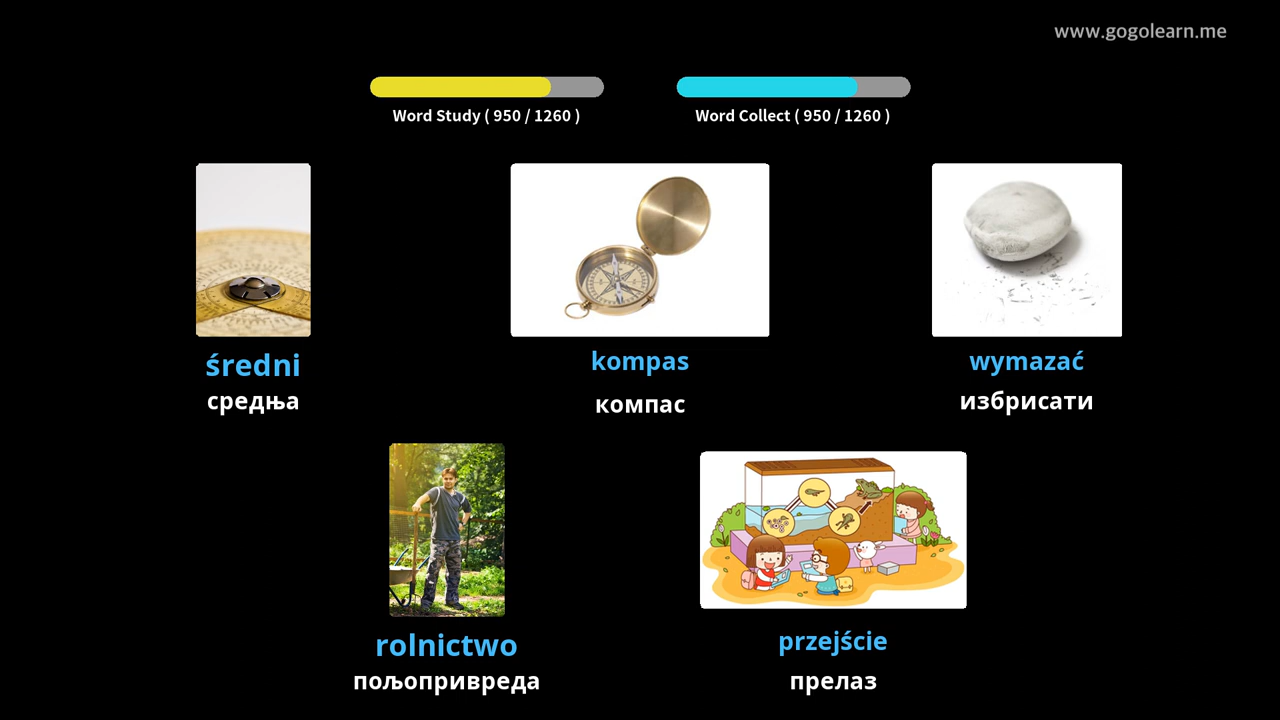 www.gogolearn.me
Word Study ( 950 / 1260 )
Word Collect ( 950 / 1260 )
średni
средња
kompas
компас
wymazać
избрисати
rolnictwo
пољопривреда
przejście
прелаз